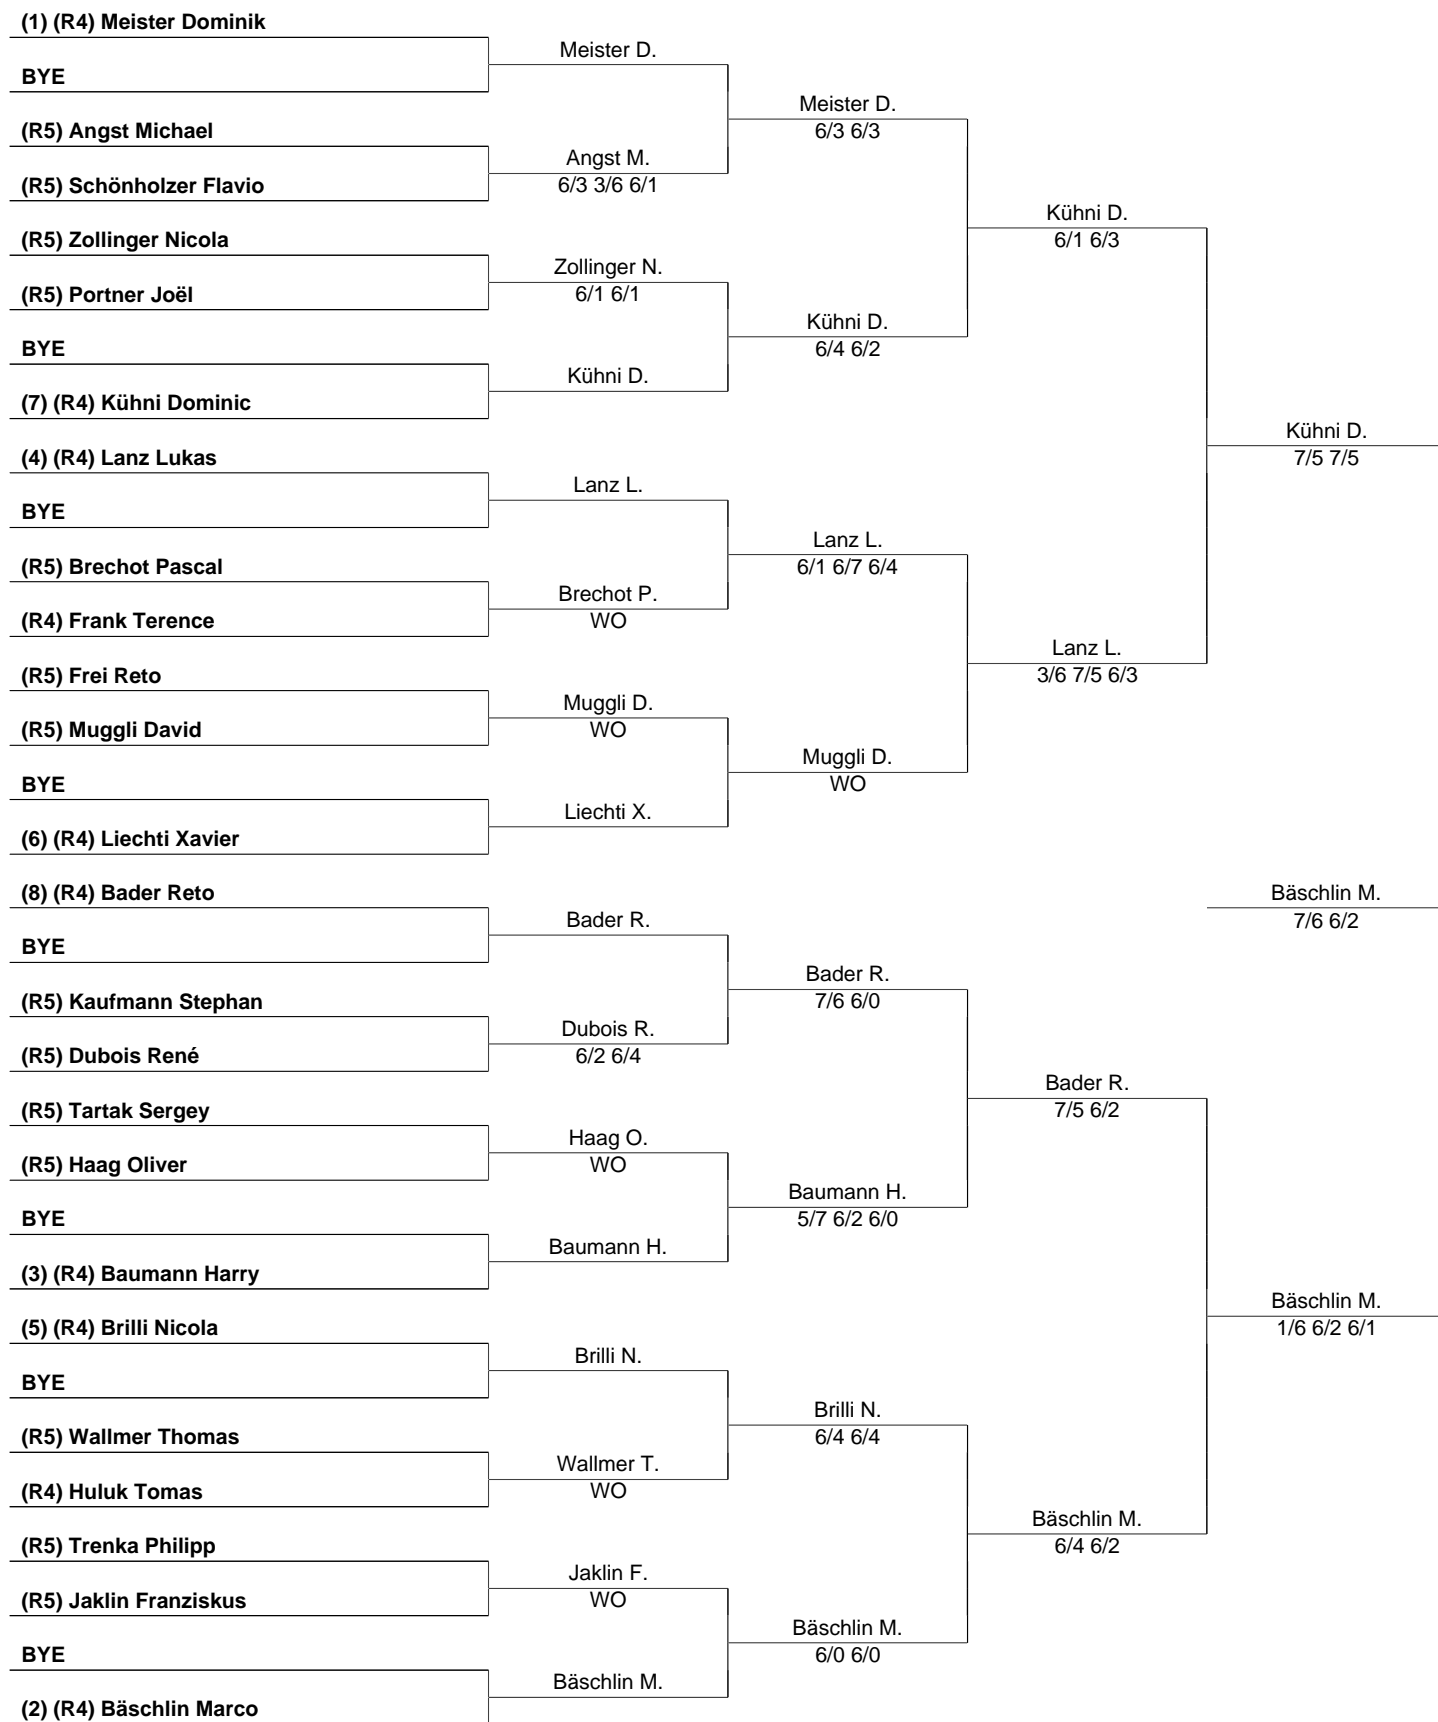 (1) (R4) Meister Dominik
BYE
(R5) Angst Michael
(R5) Schönholzer Flavio
(R5) Zollinger Nicola
(R5) Portner Joël
BYE
(7) (R4) Kühni Dominic
(4) (R4) Lanz Lukas
BYE
(R5) Brechot Pascal
(R4) Frank Terence
(R5) Frei Reto
(R5) Muggli David
BYE
(6) (R4) Liechti Xavier
(8) (R4) Bader Reto
BYE
(R5) Kaufmann Stephan
(R5) Dubois René
(R5) Tartak Sergey
(R5) Haag Oliver
BYE
(3) (R4) Baumann Harry
(5) (R4) Brilli Nicola
BYE
(R5) Wallmer Thomas
(R4) Huluk Tomas
(R5) Trenka Philipp
(R5) Jaklin Franziskus
BYE
(2) (R4) Bäschlin Marco
Meister D.
Angst M.
6/3 3/6 6/1
Zollinger N.
6/1 6/1
Kühni D.
Lanz L.
Brechot P.
WO
Muggli D.
WO
Liechti X.
Bader R.
Dubois R.
6/2 6/4
Haag O.
WO
Baumann H.
Brilli N.
Wallmer T.
WO
Jaklin F.
WO
Bäschlin M.
Meister D.
6/3 6/3
Kühni D.
6/4 6/2
Lanz L.
6/1 6/7 6/4
Muggli D.
WO
Bader R.
7/6 6/0
Baumann H.
5/7 6/2 6/0
Brilli N.
6/4 6/4
Bäschlin M.
6/0 6/0
Kühni D.
6/1 6/3
Lanz L.
3/6 7/5 6/3
Bader R.
7/5 6/2
Bäschlin M.
6/4 6/2
Kühni D.
7/5 7/5
Bäschlin M.
7/6 6/2
Bäschlin M.
1/6 6/2 6/1